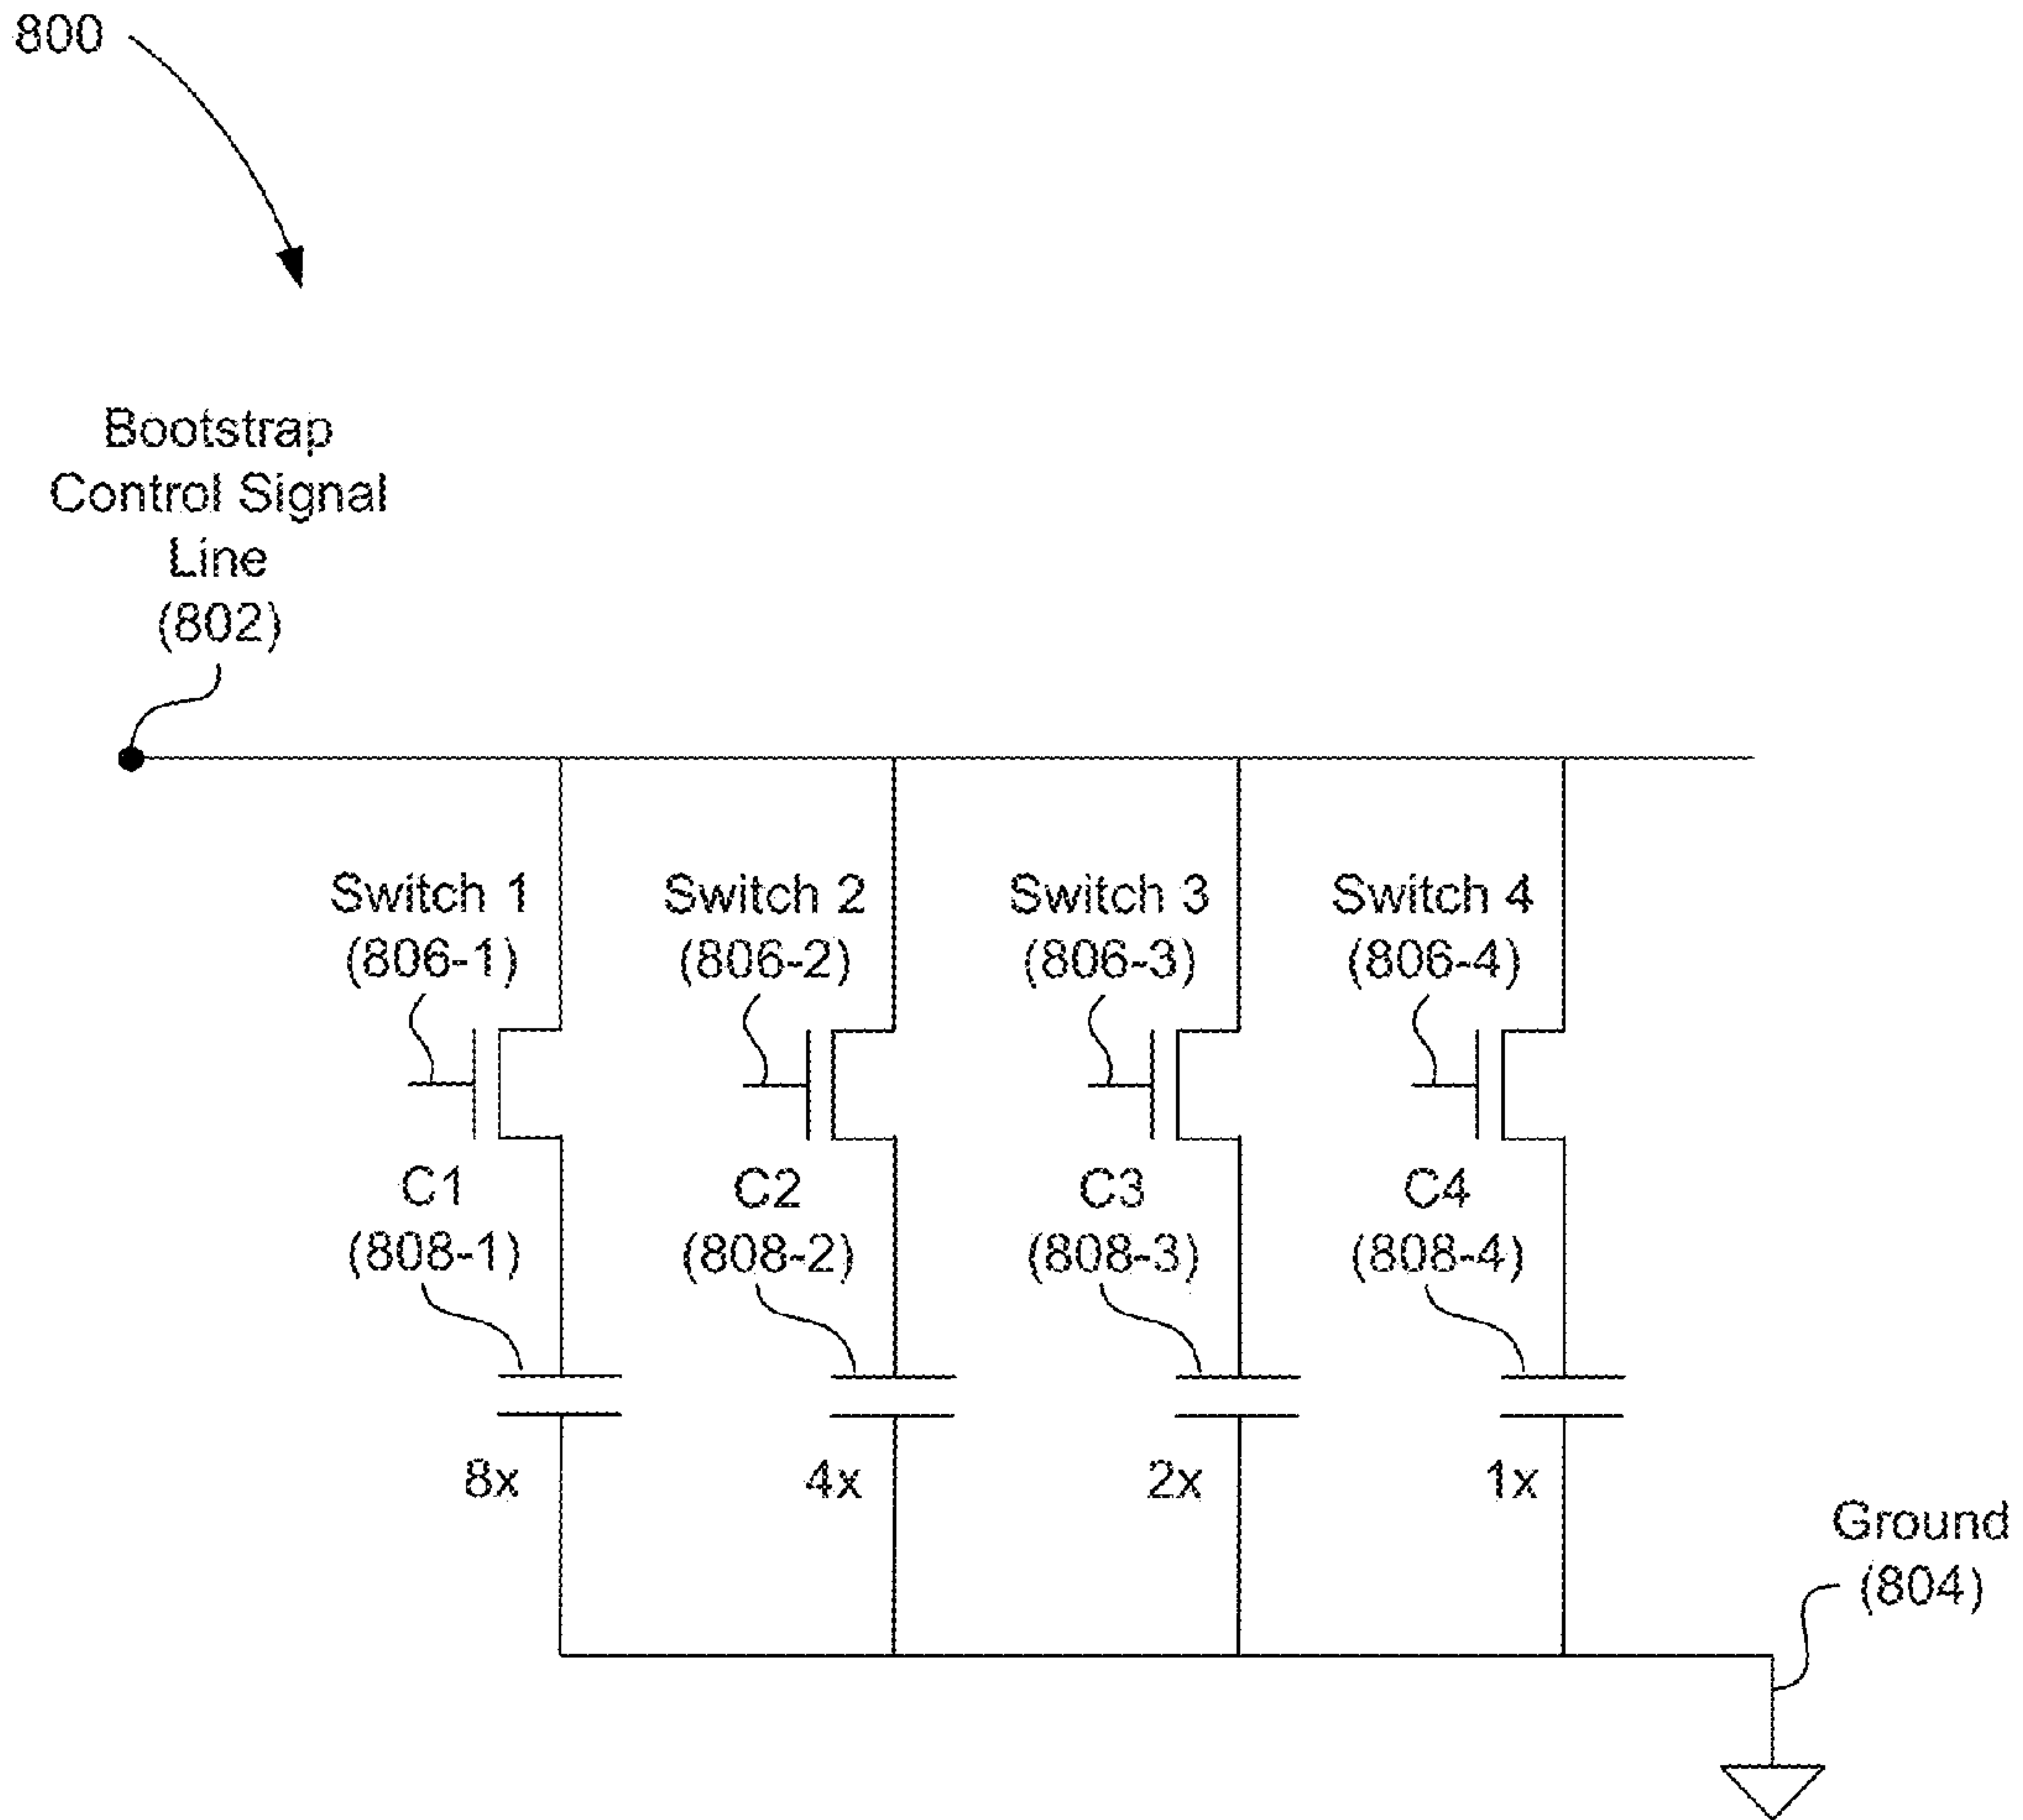 800
Bootstrap
Control Signal
Line
(802)
Switch 1
(806-1)
Switch 2
(806-2)
Switch 3
(806-3)
Switch 4
(806-4)
C1
(808-1)
C2
(808-2)
C3
(808-3)
C4
(808-4)
8x
4x
2x
1x
Ground
(804)